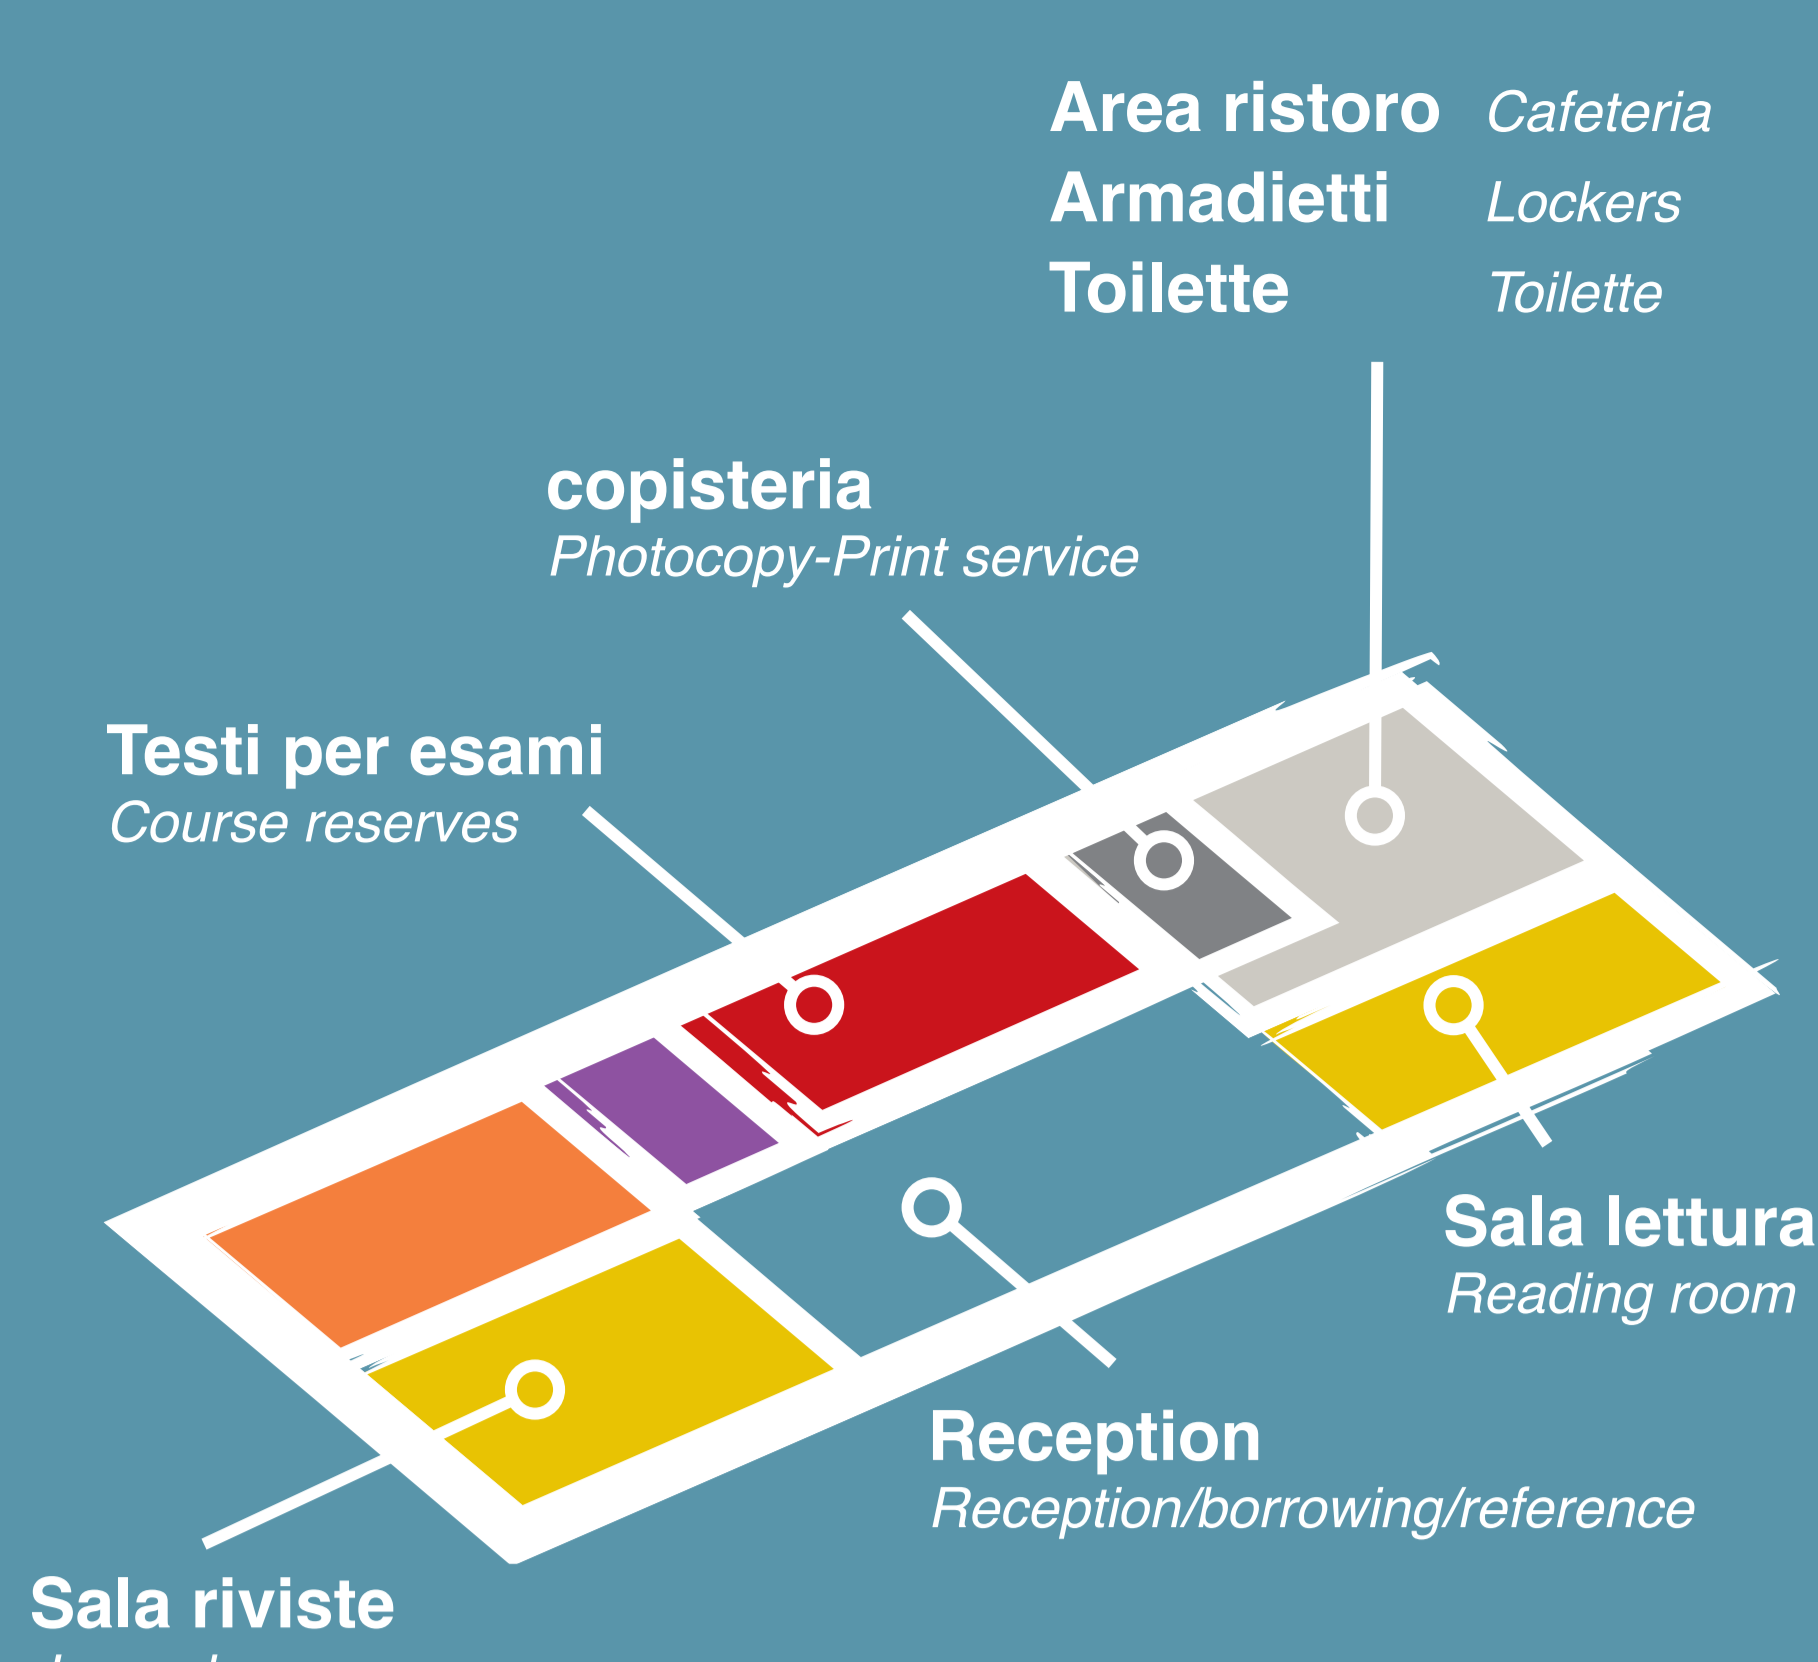 Area ristoro Cafeteria
Armadietti Lockers
Toilette Toilette
copisteria
Photocopy-Print service
Testi per esami
Course reserves
Sala lettura
Reading room
Reception
Reception/borrowing/reference
Sala riviste